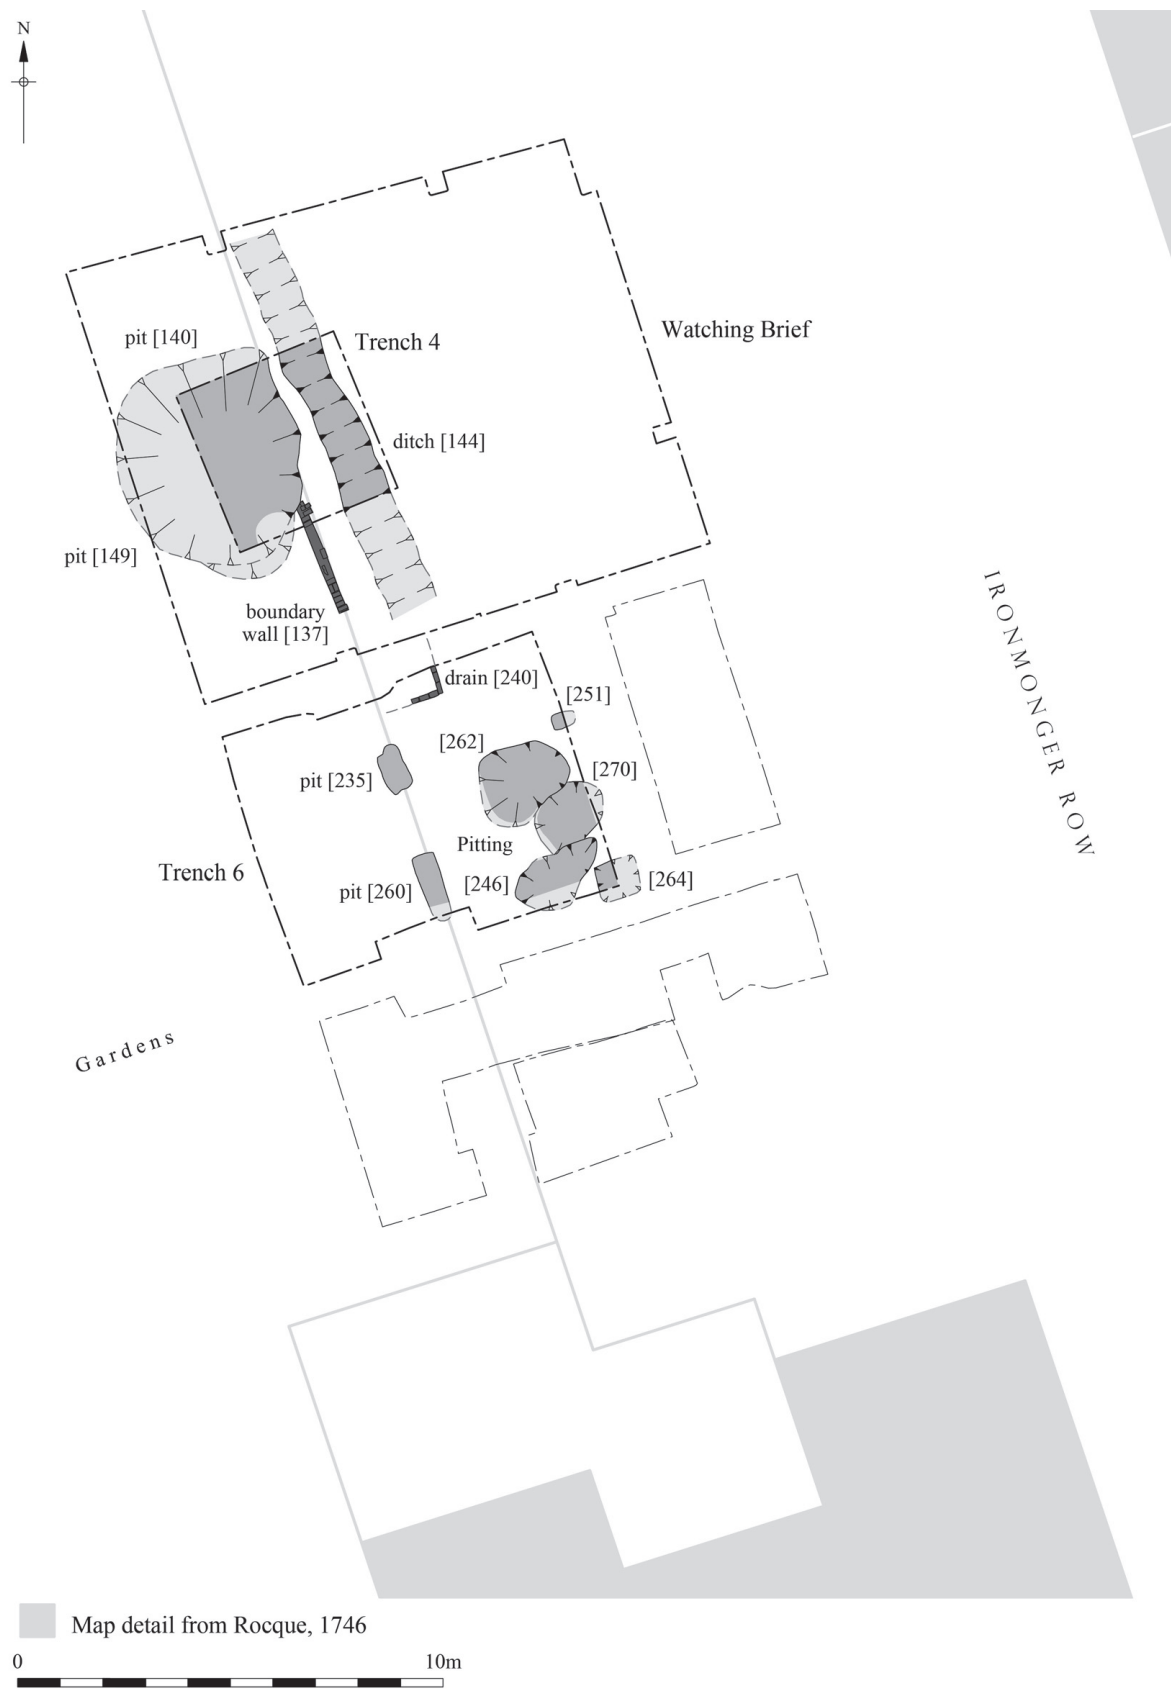 N
pit [140]
Trench 4
Watching Brief
ditch [144]
pit [149]
boundary
wall [137]
IRONMONGER ROW
drain [240]
[251]
[262]
pit [235]
[270]
Pitting
Trench 6
pit [260]
[246]
[264]
Gardens
Map detail from Rocque, 1746
0
10m